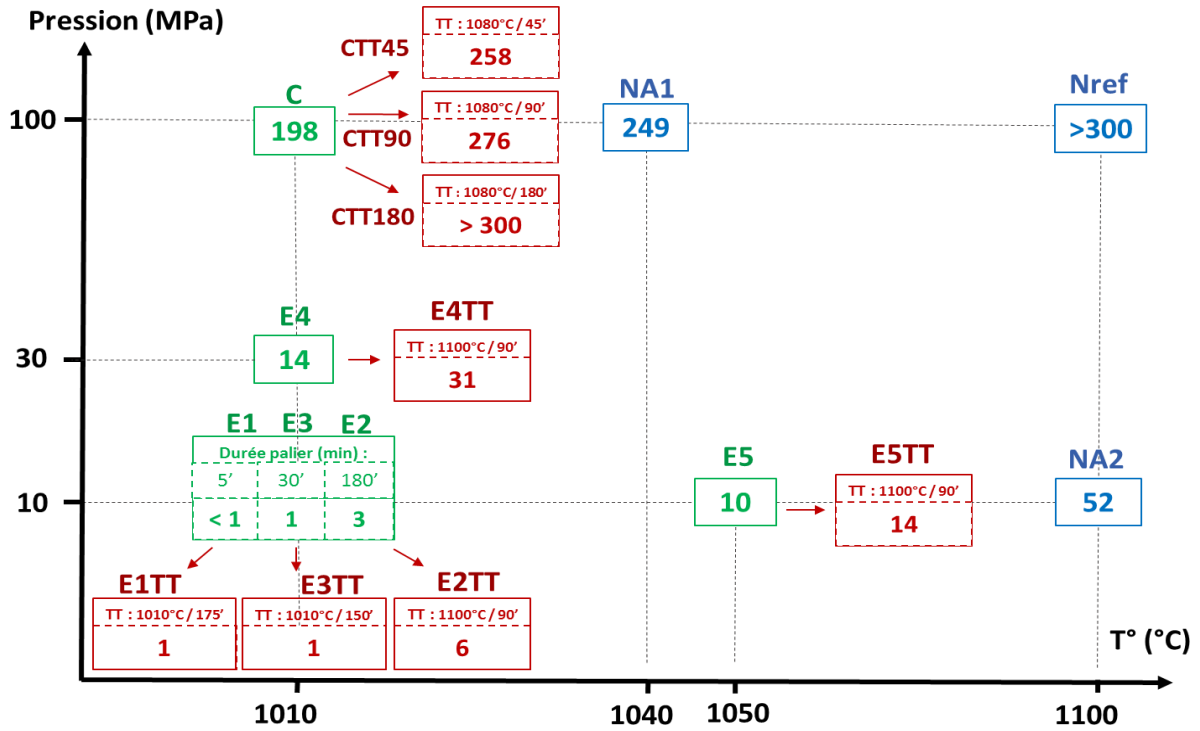 Pression (MPa)
TT : 1080°C / 45’
258
CTT45
C
198
TT : 1080°C / 90’
276
CTT90
TT : 1080°C/ 180’
> 300
CTT180
NA1
249
Nref
>300
100
E4
14
E4TT
TT : 1100°C / 90’
31
30
E1 E3 E2
Durée palier (min) :
5’ 30’ 180’
< 1 1 3
E5
10
E5TT
TT : 1100°C / 90’
14
NA2
52
10
E1TT
TT : 1010°C / 175’
1
E3TT
TT : 1010°C / 150’
1
E2TT
TT : 1100°C / 90’
6
T° (°C)
1010
1040
1050
1100